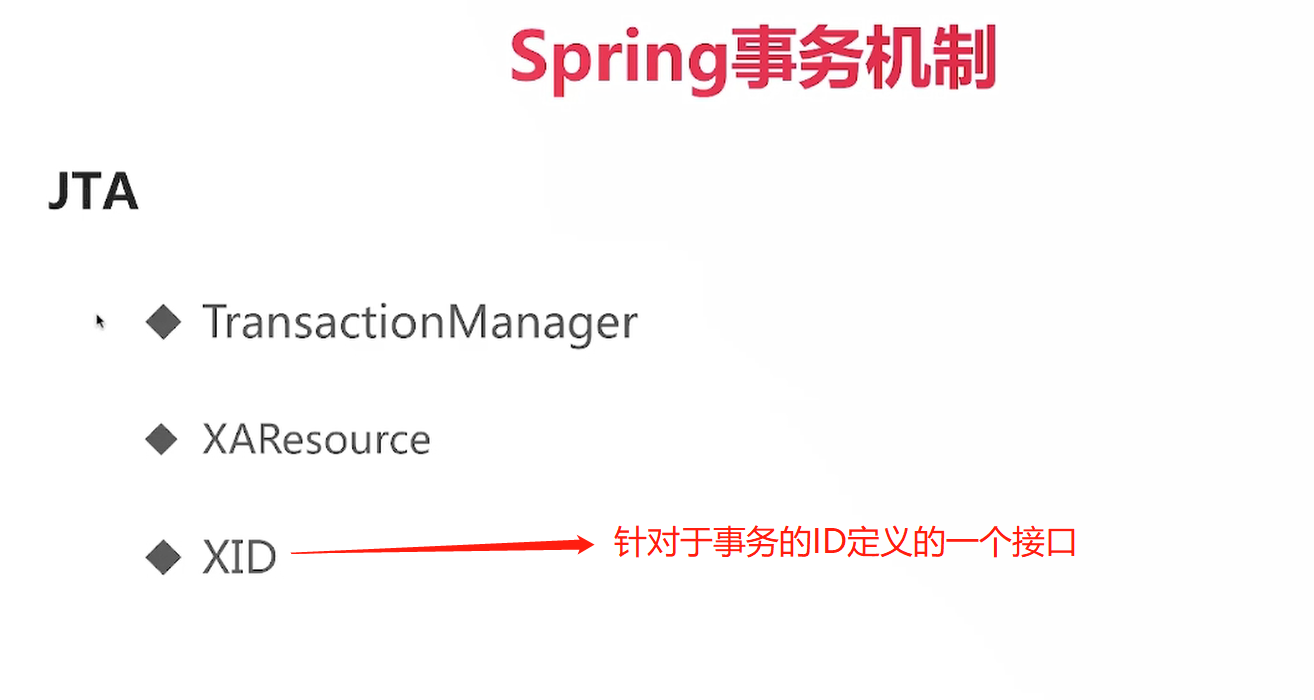 Spring事务机制
JTA
TransactionManager
XAResource
XID
针对于事务的ID定义的一个接口